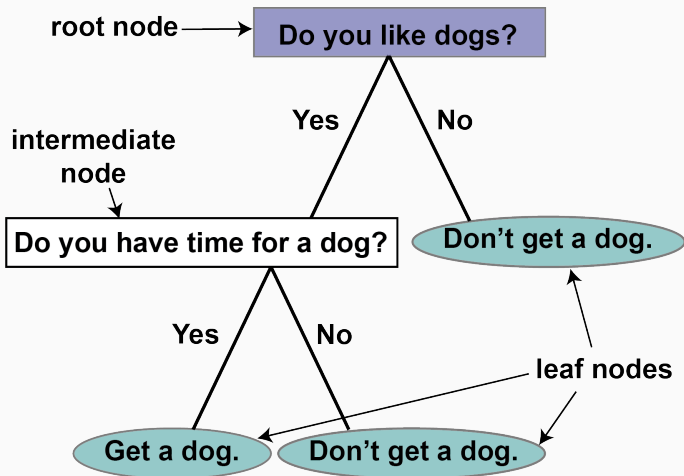 root node
Do you like dogs?
Yes
No
intermediate
node
Do you have time for a dog?
Don't get a dog.
Yes
No
leaf nodes
Get a dog.
Don't get a dog.